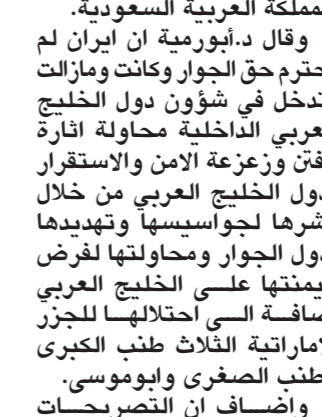 مملكة العربية السعودية.
وقال د.أبورمية ان ايران لم
حترم حق الجوار وكانت ومازالت
تدخل في شؤون دول الخليج
عربي الداخلية محاولة اثارة
فتن وزعزعة الامن والاستقرار
دول الخليج العربي من خلال
شرها لجواسيسها وتهديدها
دول الجوار ومحاولتها لفرض
يمنتها على الخليج العربي
ضافة الى احتلالها للجزر
لاماراتية الثلاث طنب الكبرى
طنب الصغرى وابوموسى.
واضاف ان التصريحات